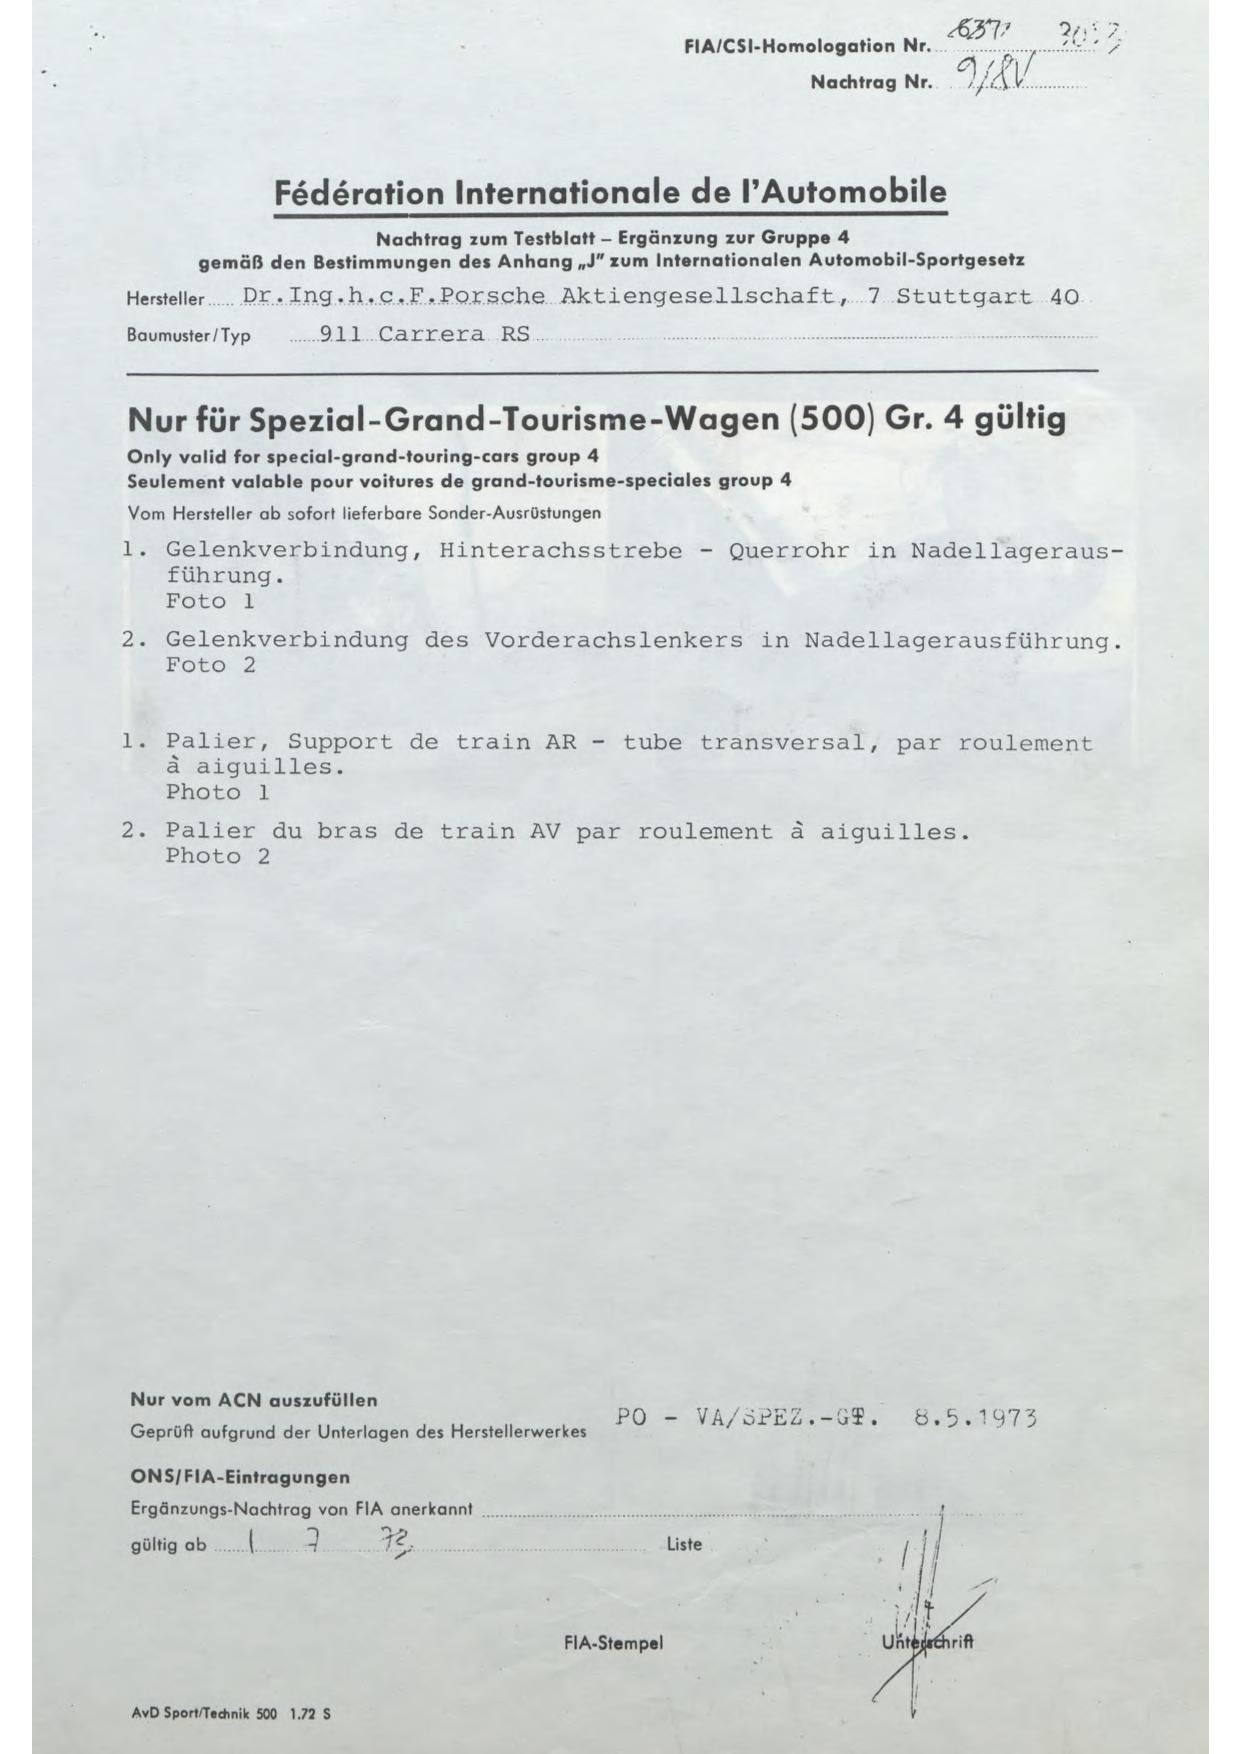 FIA/CSI-Homologation Nr.
Nachtrag Nr. 9/8V
Fédération Internationale de l'Automobile
Nachtrag zum Testblatt – Ergänzung zur Gruppe 4
gemäß den Bestimmungen des Anhang „J" zum Internationalen Automobil-Sportgesetz
Hersteller Dr.Ing.h.c.F.Porsche Aktiengesellschaft, 7 Stuttgart 40
Baumuster/Typ 911 Carrera RS
Nur für Spezial-Grand-Tourisme-Wagen (500) Gr. 4 gültig
Only valid for special-grand-touring-cars group 4
Seulement valable pour voitures de grand-tourisme-speciales group 4
Vom Hersteller ab sofort lieferbare Sonder-Ausrüstungen
1. Gelenkverbindung, Hinterachsstrebe - Querrohr in Nadellageraus-
führung.
Foto 1
2. Gelenkverbindung des Vorderachslenkers in Nadellagerausführung.
Foto 2
1. Palier, Support de train AR - tube transversal, par roulement
à aiguilles.
Photo 1
2. Palier du bras de train AV par roulement à aiguilles.
Photo 2
Nur vom ACN auszufüllen
Geprüft aufgrund der Unterlagen des Herstellerwerkes PO - VA/SPEZ.-GT. 8.5.1973
ONS/FIA-Eintragungen
Ergänzungs-Nachtrag von FIA anerkannt
gültig ab 1 7 73 Liste
FIA-Stempel Unterschrift
AvD Sport/Technik 500 1.72 S